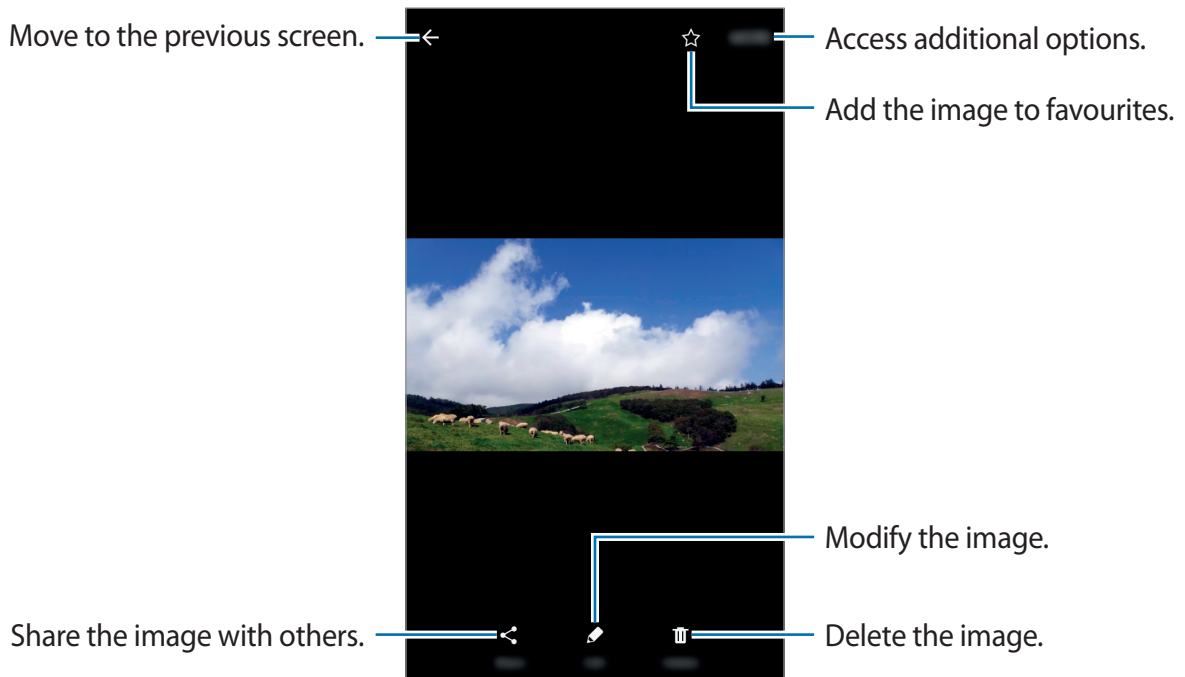 Move to the previous screen.
Access additional options.
Add the image to favourites.
Modify the image.
Share the image with others.
Delete the image.